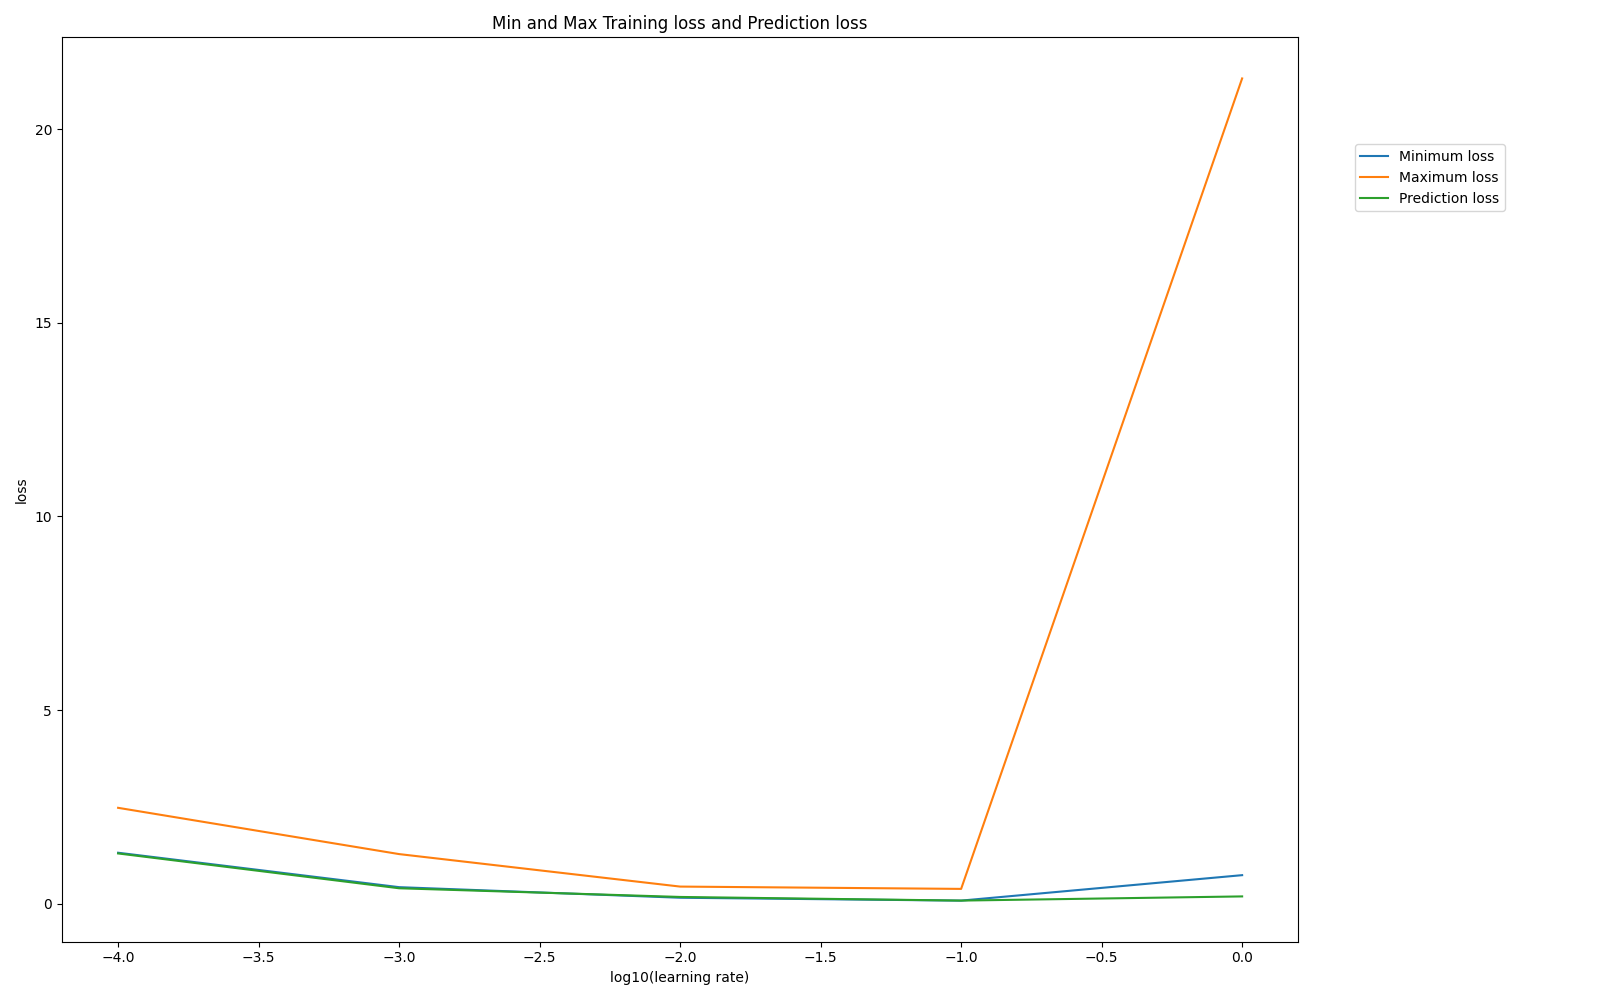 Min and Max Training loss and Prediction loss
20
15
10
5
0
loss
−4.0
−3.5
−3.0
−2.5
−2.0
−1.5
−1.0
−0.5
0.0
log10(learning rate)
Minimum loss
Maximum loss
Prediction loss